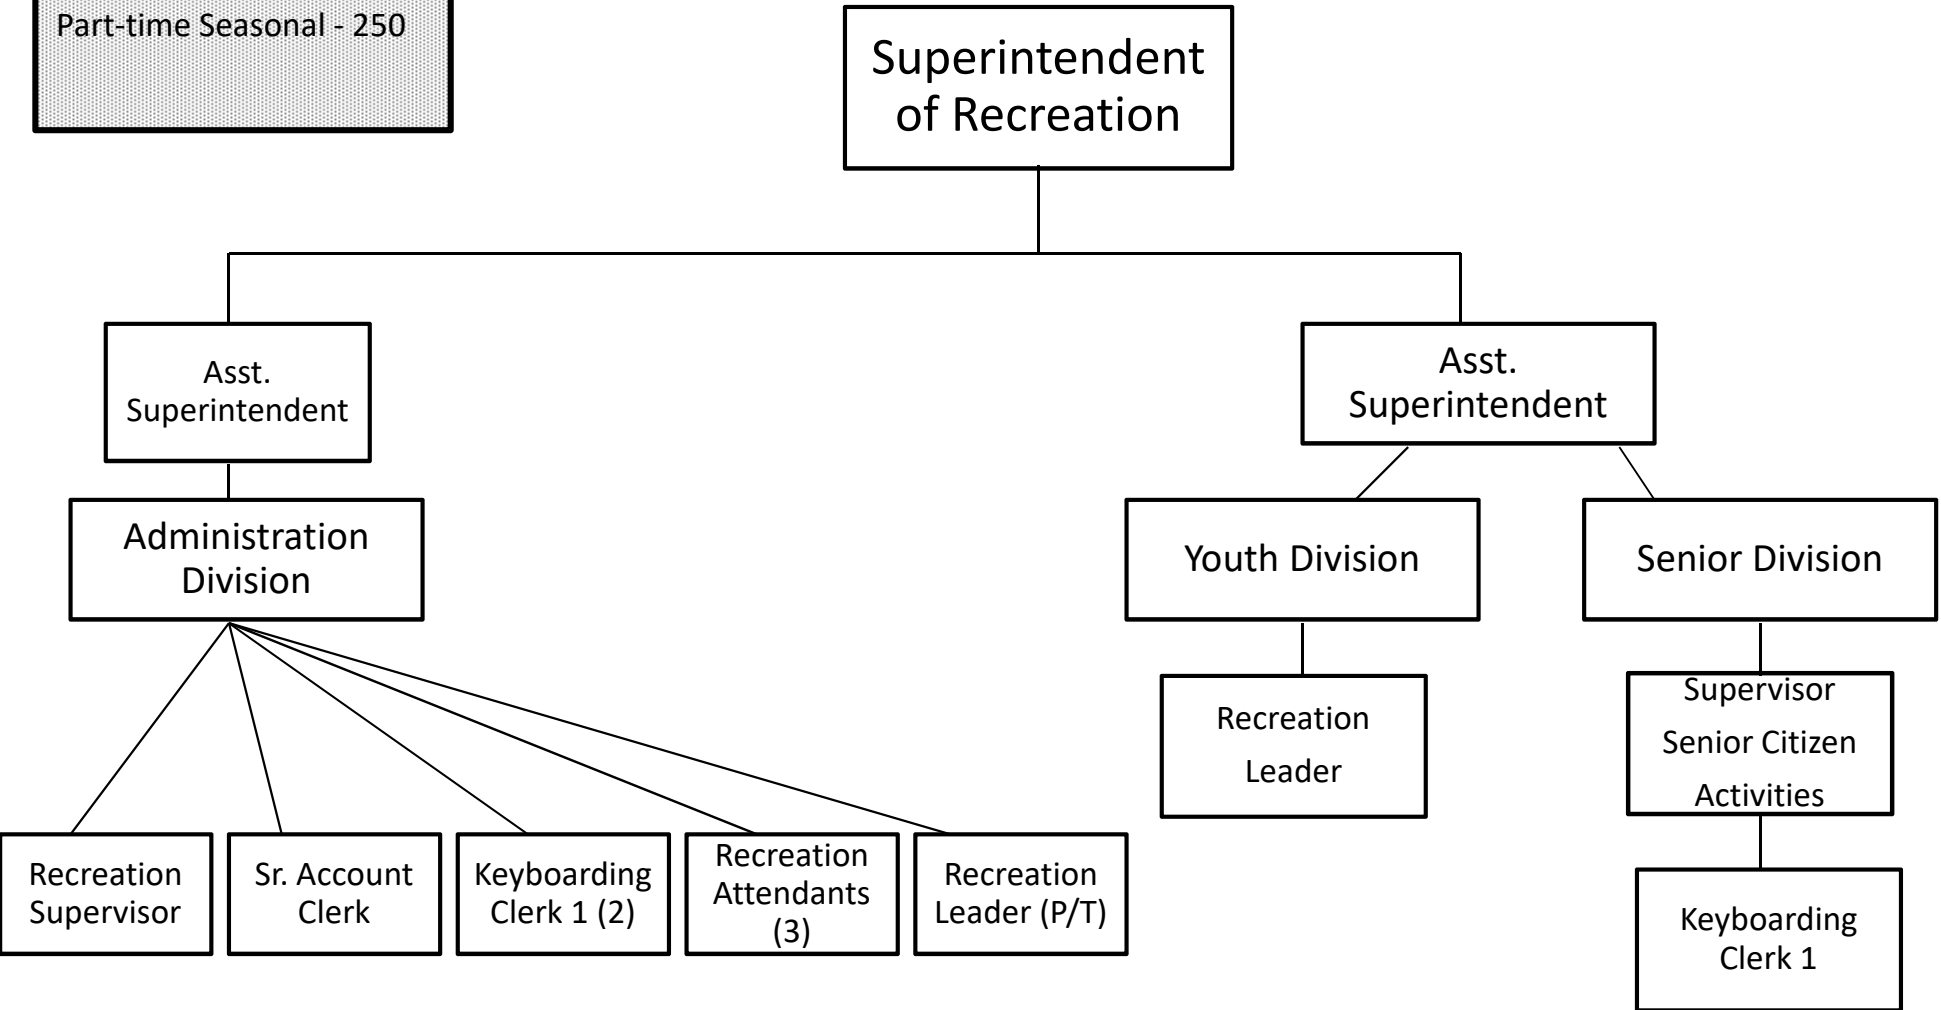 Part-time Seasonal - 250
Superintendent
of Recreation
Asst.
Superintendent
Asst.
Superintendent
Administration
Division
Youth Division
Senior Division
Recreation
Leader
Supervisor
Senior Citizen
Activities
Recreation
Supervisor
Sr. Account
Clerk
Keyboarding
Clerk 1 (2)
Recreation
Attendants
(3)
Recreation
Leader (P/T)
Keyboarding
Clerk 1